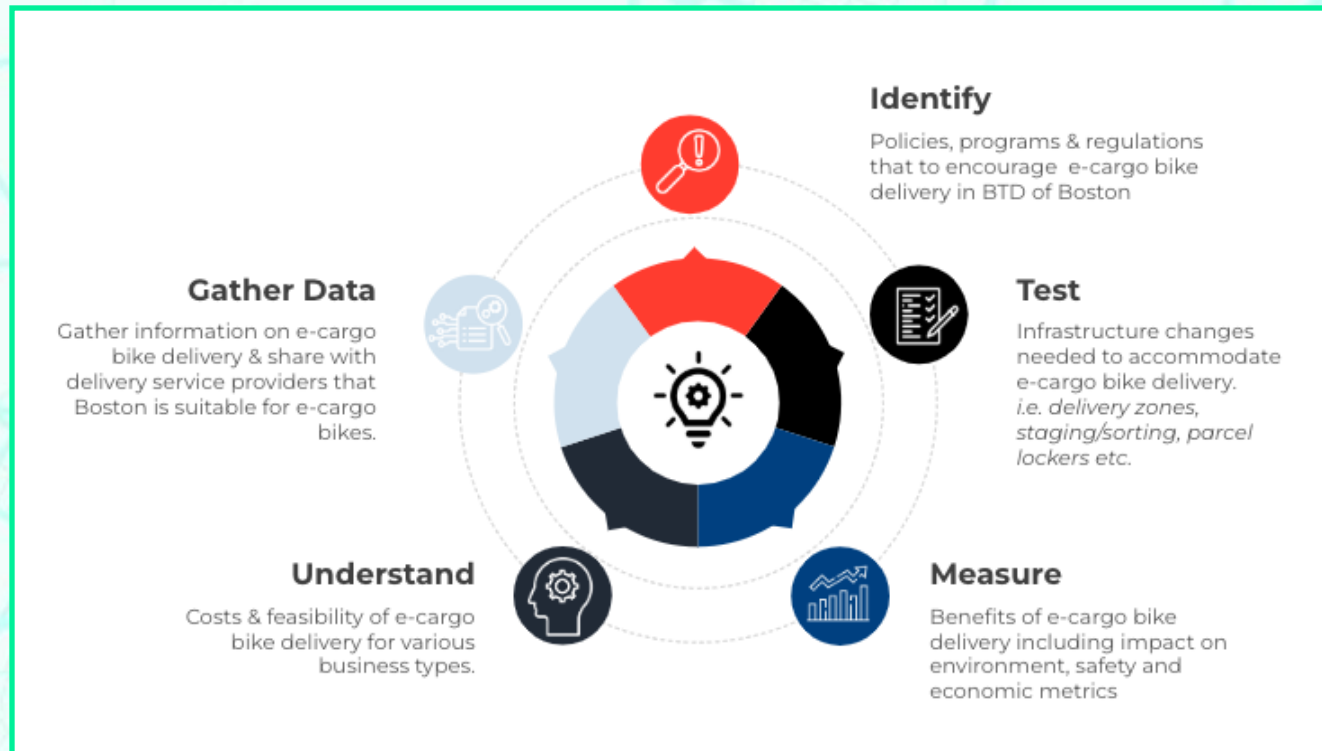 Identify
Policies, programs & regulations
that to encourage e-cargo bike
delivery in BTD of Boston
Test
Infrastructure changes
needed to accommodate
e-cargo bike delivery.
i.e. delivery zones,
staging/sorting, parcel
lockers etc.
Measure
Benefits of e-cargo bike
delivery including impact on
environment, safety and
economic metrics
Understand
Costs & feasibility of e-cargo
bike delivery for various
business types.
Gather Data
Gather information on e-cargo
bike delivery & share with
delivery service providers that
Boston is suitable for e-cargo
bikes.